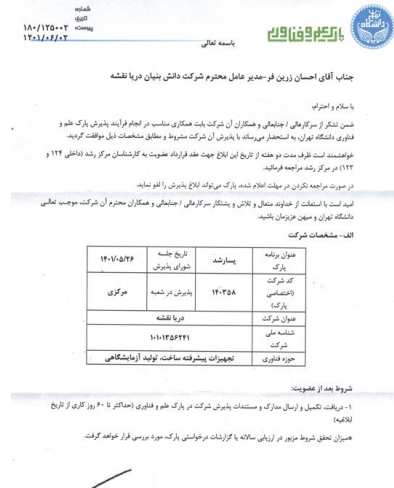 شماره:
۱۸۰/۱۳۵۰۰۲
تاریخ:
۱۴۰۱/۰۶/۰۲
پیوست:
پارک علم و فناوری
باسمه تعالی
جناب آقای احسان زرین فر-مدیر عامل محترم شرکت دانش بنیان دریا نقشه
با سلام و احترام،
ضمن تشکر از سرکارعالی / جنابعالی و همکاران آن شرکت بابت همکاری مناسب در انجام فرآیند پذیرش پارک علم و
فناوری دانشگاه تهران، به استحضار می‌رساند با پذیرش آن شرکت مشروط و مطابق مشخصات ذیل موافقت گردید.
خواهشمند است ظرف مدت دو هفته از تاریخ این ابلاغ جهت عقد قرارداد عضویت به کارشناسان مرکز رشد (داخلی ۱۲۴ و
۱۲۳) در مرکز رشد مراجعه فرمائید.
در صورت مراجعه نکردن در مهلت اعلام شده، پارک می‌تواند ابلاغ پذیرش را لغو نماید.
امید است با استعانت از خداوند متعال و تلاش و پشتکار سرکارعالی / جنابعالی و همکاران محترم آن شرکت، موجب تعالی
دانشگاه تهران و میهن عزیزمان باشید.
الف- مشخصات شرکت
عنوان برنامه پارک
پسارشد
تاریخ جلسه شورای پذیرش
۱۴۰۱/۰۵/۲۶
کد شرکت (اختصاصی پارک)
۱۴۰۳۵۸
پذیرش در شعبه
مرکزی
عنوان شرکت
دریا نقشه
شناسه ملی شرکت
۱۰۱۰۱۳۵۶۲۴۱
حوزه فناوری
تجهیزات پیشرفته ساخت، تولید آزمایشگاهی
شروط بعد از عضویت:
۱- دریافت، تکمیل و ارسال مدارک و مستندات پذیرش شرکت در پارک علم و فناوری (حداکثر تا ۶۰ روز کاری از تاریخ
ابلاغیه)
*میزان تحقق شروط مزبور در ارزیابی سالانه یا گزارشات درخواستی پارک، مورد بررسی قرار خواهد گرفت.